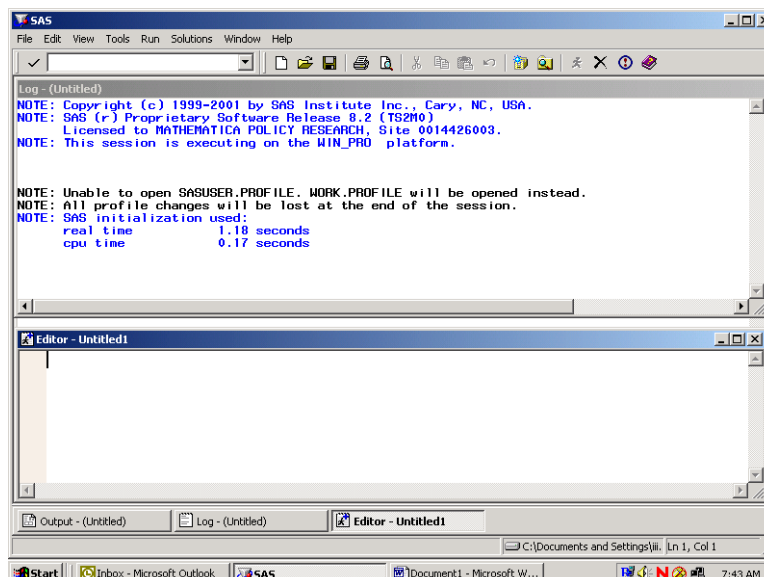 SAS
File Edit View Tools Run Solutions Window Help
Log - (Untitled)
NOTE: Copyright (c) 1999-2001 by SAS Institute Inc., Cary, NC, USA.
NOTE: SAS (r) Proprietary Software Release 8.2 (TS2M0)
Licensed to MATHEMATICA POLICY RESEARCH, Site 0014426003.
NOTE: This session is executing on the WIN_PRO platform.
NOTE: Unable to open SASUSER.PROFILE. WORK.PROFILE will be opened instead.
NOTE: All profile changes will be lost at the end of the session.
NOTE: SAS initialization used:
real time 1.18 seconds
cpu time 0.17 seconds
Editor - Untitled1
Output - (Untitled) Log - (Untitled) Editor - Untitled1
C:\Documents and Settings\iii. Ln 1, Col 1
Start Inbox - Microsoft Outlook SAS Document1 - Microsoft W... 7:43 AM